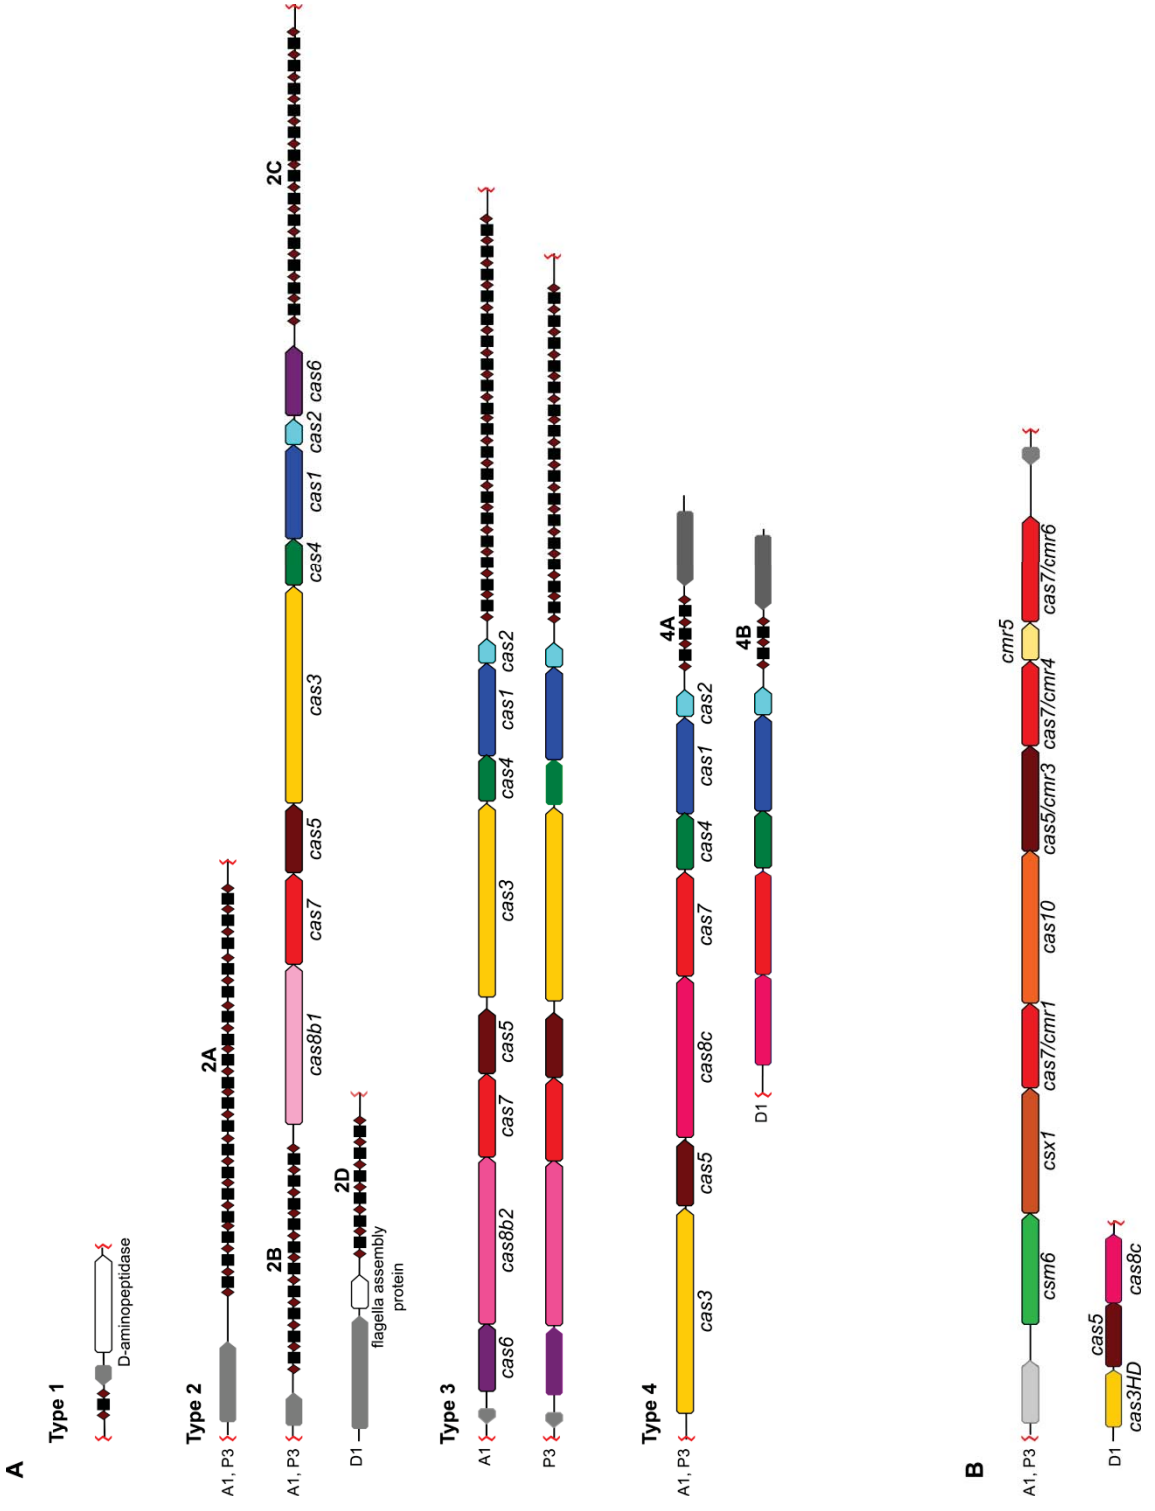 A
Type 1
D-aminopeptidase
Type 2
2A
A1, P3
2B
2C
A1, P3
cas8b1
cas7
cas5
cas3
cas4
cas1
cas2
cas6
2D
D1
flagella assembly
protein
Type 3
A1
cas6
cas8b2
cas7
cas5
cas3
cas4
cas1
cas2
P3
Type 4
4A
A1, P3
cas3
cas5
cas8c
cas7
cas4
cas1
cas2
4B
D1
B
cmr5
A1, P3
csm6
csx1
cas7/cmr1
cas10
cas5/cmr3
cas7/cmr4
cas7/cmr6
cas5
D1
cas3HD
cas8c